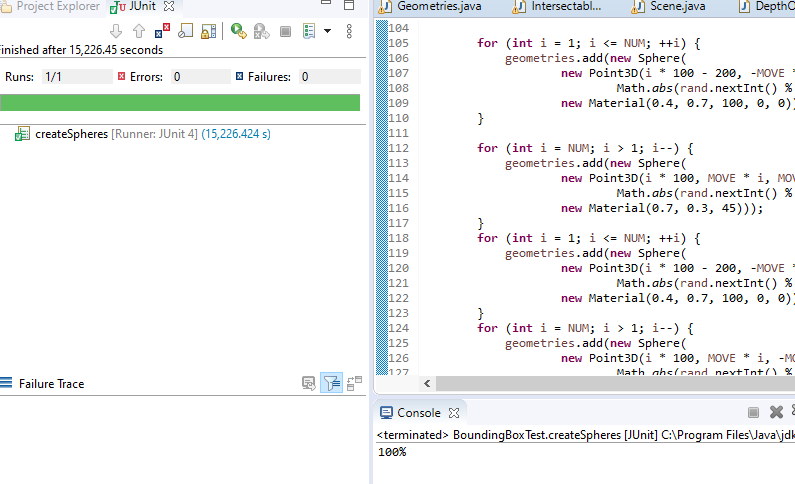 Project Explorer JUnit
Finished after 15,226.45 seconds
Runs: 1/1 Errors: 0 Failures: 0
createSpheres [Runner: JUnit 4] (15,226.424 s)
Failure Trace
Geometries.java Intersectabl... Scene.java DepthO
104
105 for (int i = 1; i <= NUM; ++i) {
106 geometries.add(new Sphere(
107 new Point3D(i * 100 - 200, -MOVE *
108 Math.abs(rand.nextInt() %
109 new Material(0.4, 0.7, 100, 0, 0))
110 }
111
112 for (int i = NUM; i > 1; i--) {
113 geometries.add(new Sphere(
114 new Point3D(i * 100, MOVE * i, MOV
115 Math.abs(rand.nextInt() %
116 new Material(0.7, 0.3, 45)));
117 }
118 for (int i = 1; i <= NUM; ++i) {
119 geometries.add(new Sphere(
120 new Point3D(i * 100 - 200, -MOVE *
121 Math.abs(rand.nextInt() %
122 new Material(0.4, 0.7, 100, 0, 0))
123 }
124 for (int i = NUM; i > 1; i--) {
125 geometries.add(new Sphere(
126 new Point3D(i * 100, MOVE * i, -MO
127 Math.abs(rand.nextInt() %
Console
<terminated> BoundingBoxTest.createSpheres [JUnit] C:\Program Files\Java\jdk
100%